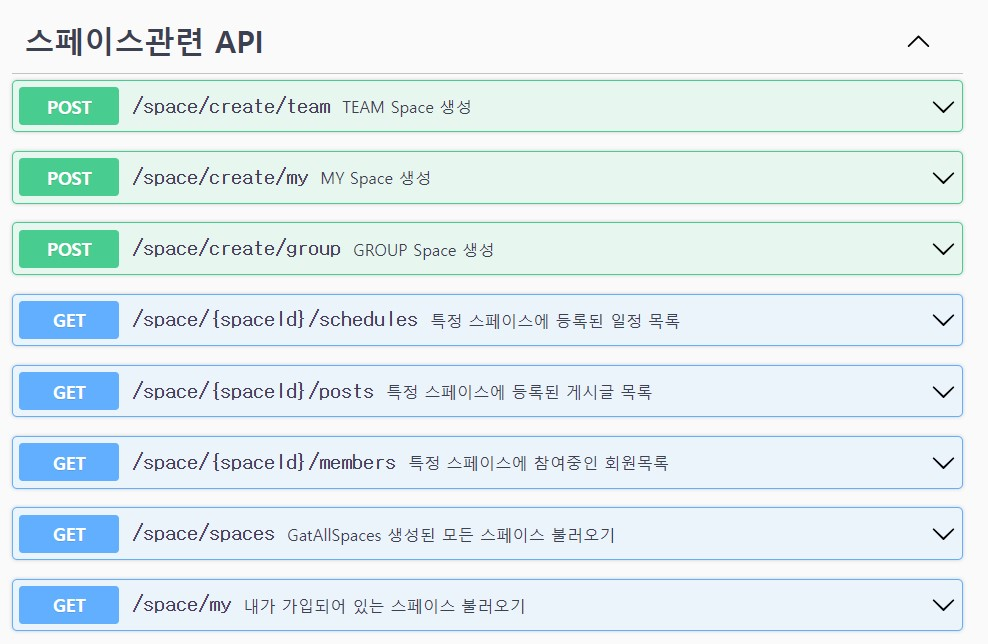 스페이스관련 API
POST /space/create/team TEAM Space 생성
POST /space/create/my MY Space 생성
POST /space/create/group GROUP Space 생성
GET /space/{spaceId}/schedules 특정 스페이스에 등록된 일정 목록
GET /space/{spaceId}/posts 특정 스페이스에 등록된 게시글 목록
GET /space/{spaceId}/members 특정 스페이스에 참여중인 회원목록
GET /space/spaces GatAllSpaces 생성된 모든 스페이스 불러오기
GET /space/my 내가 가입되어 있는 스페이스 불러오기